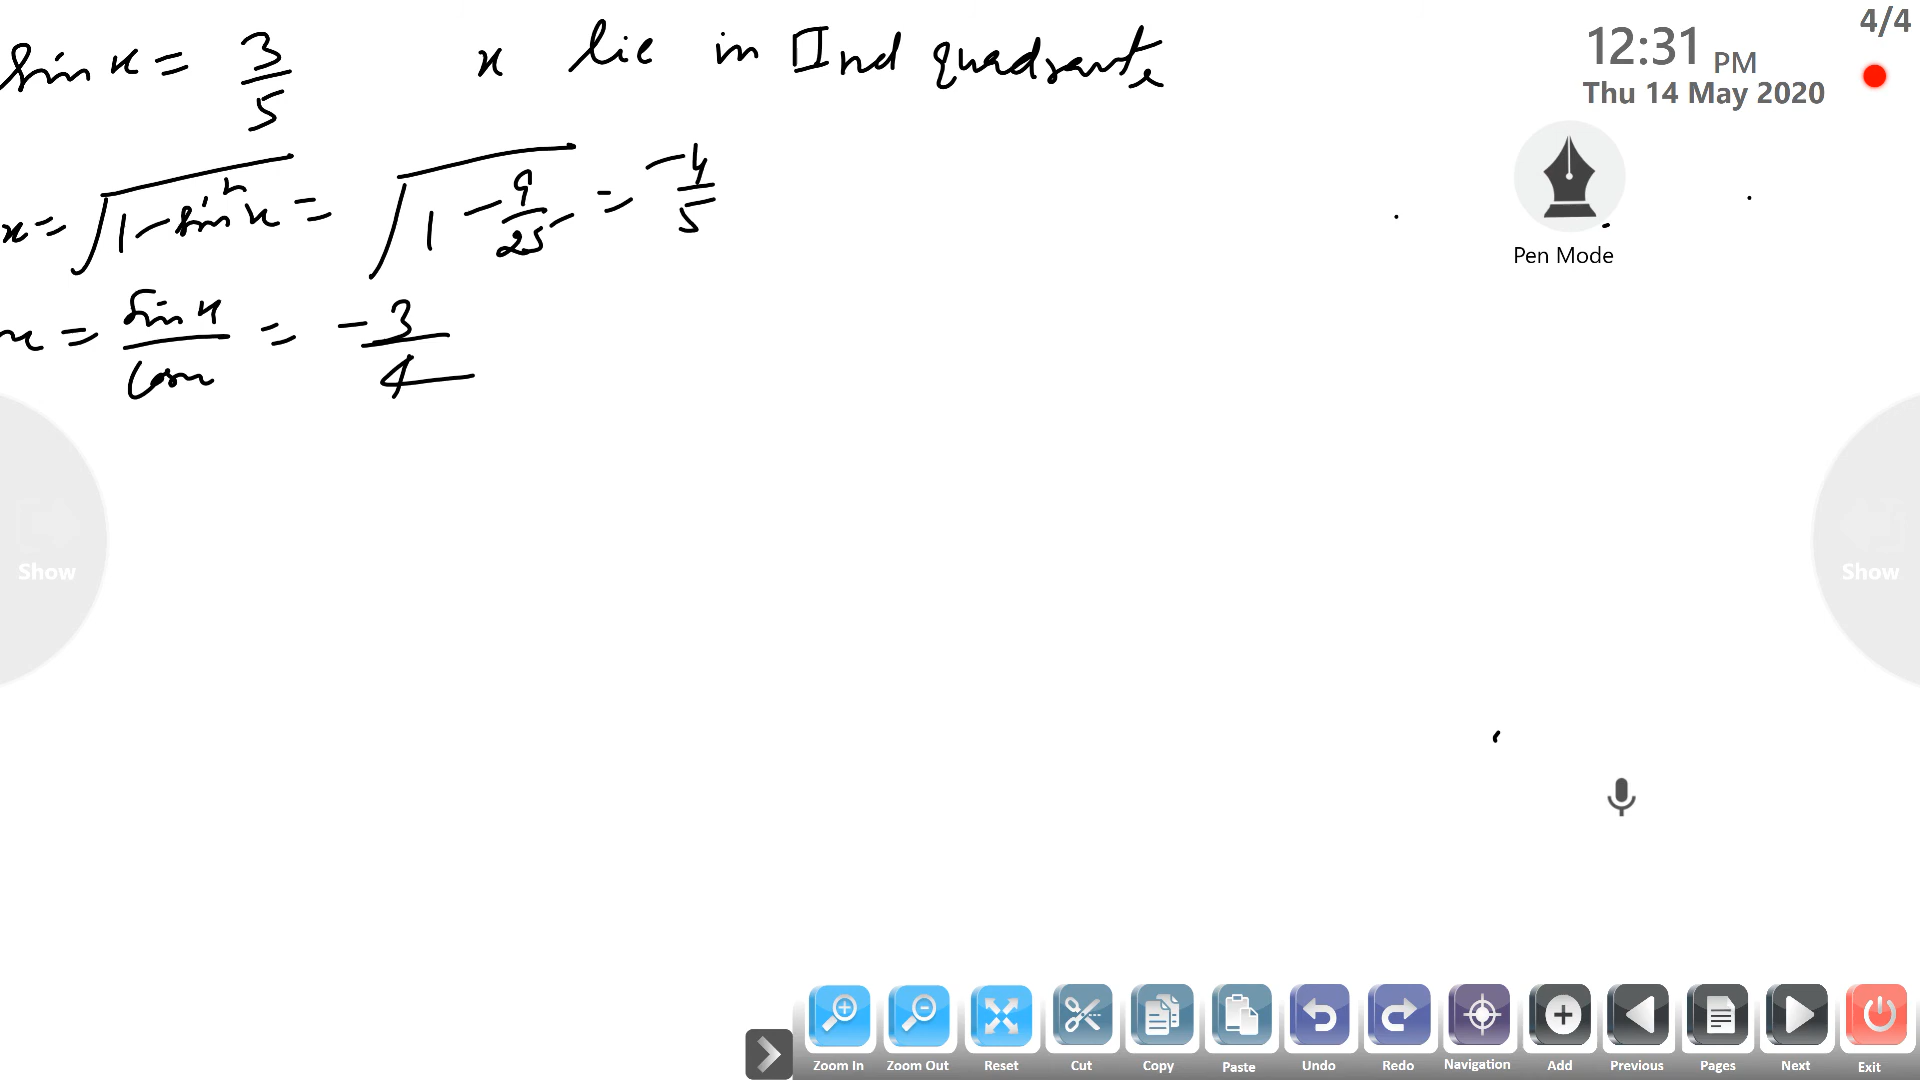 sin x = 3/5 x lie in IInd quadrante
x = √(1 - sin²x) = √(1 - 9/25) = -4/5
x = sin x / cos x = -3/4
12:31 PM
Thu 14 May 2020
4/4
Pen Mode
Show
Show
Zoom In Zoom Out Reset Cut Copy Paste Undo Redo Navigation Add Previous Pages Next Exit